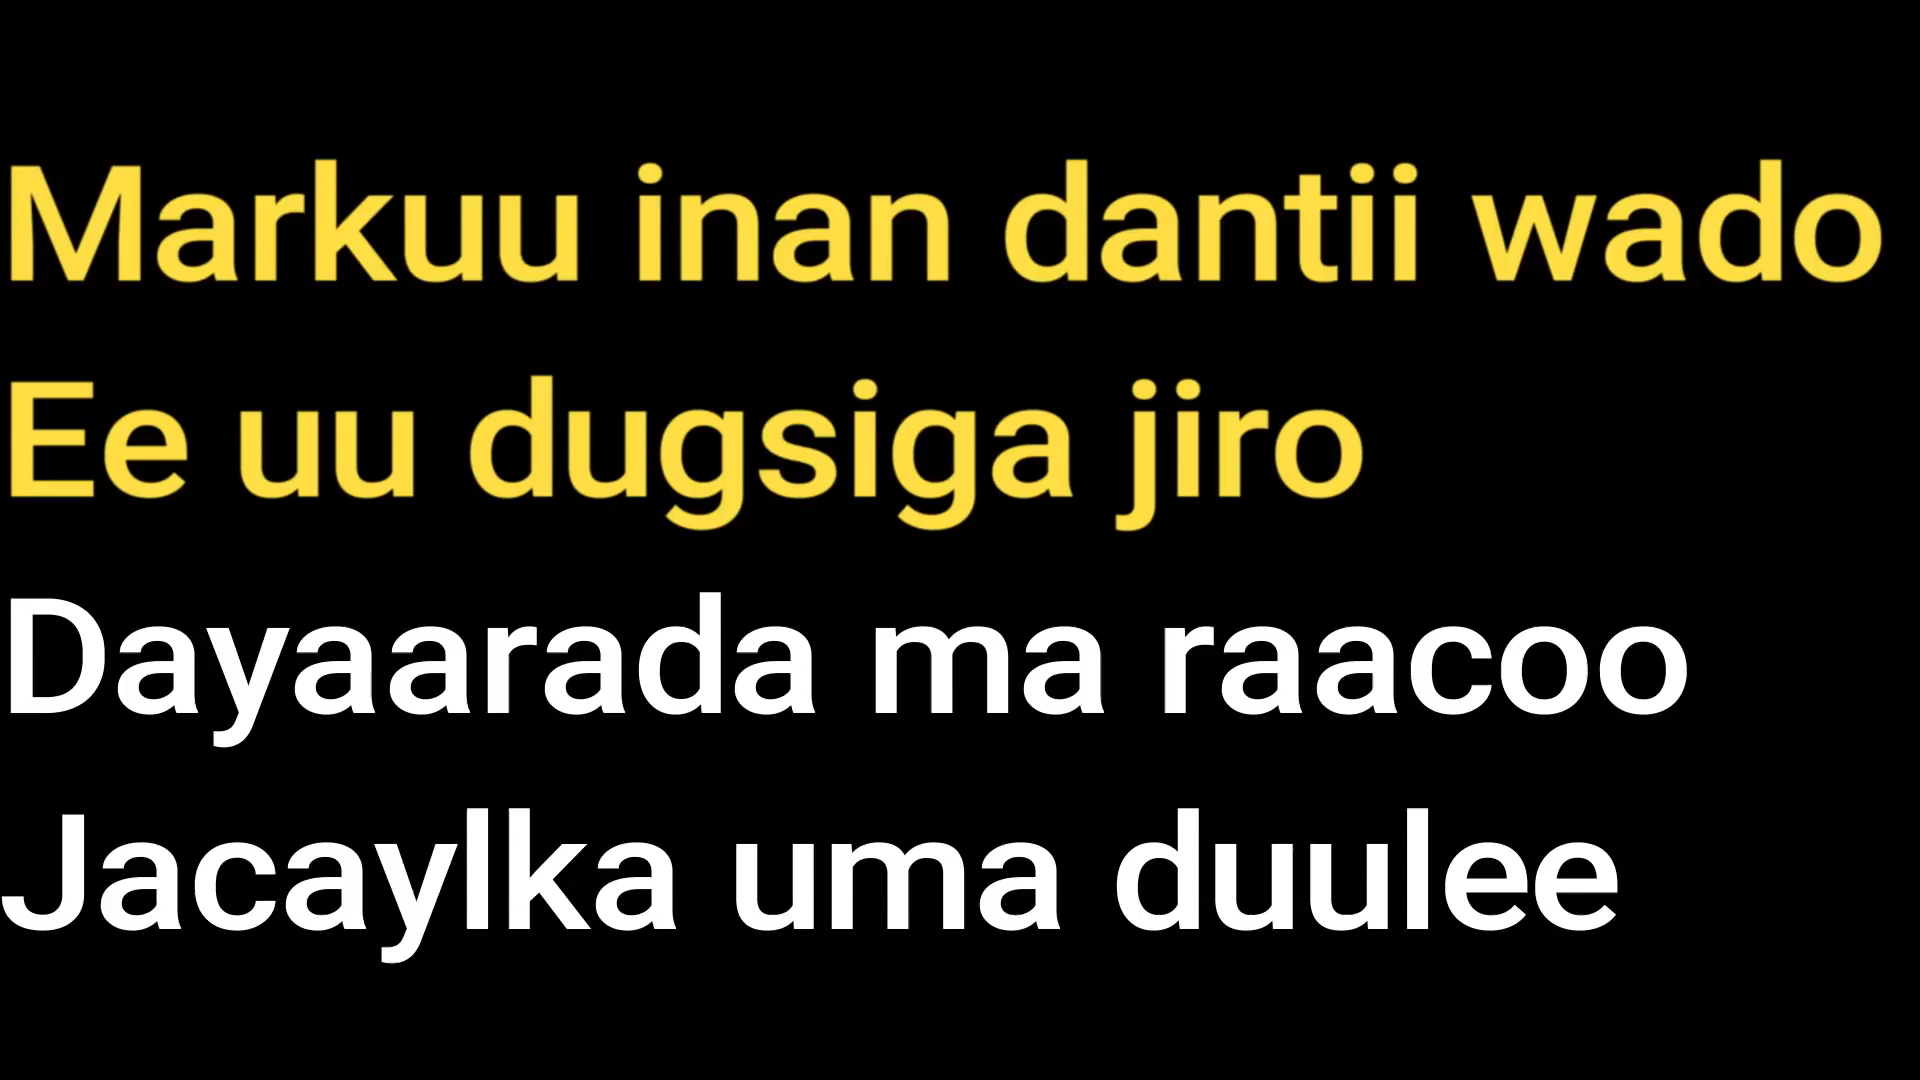 Markuu inan dantii wado
Ee uu dugsiga jiro
Dayaarada ma raacoo
Jacaylka uma duulee